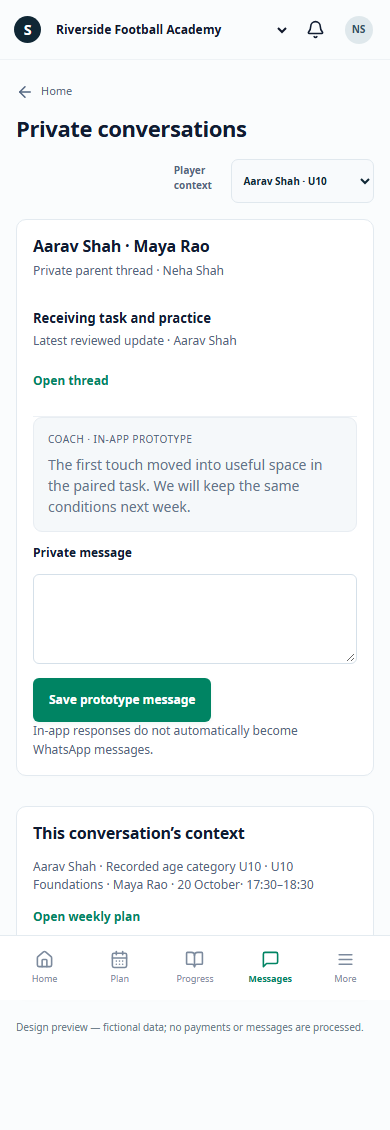 S
Riverside Football Academy
NS
Home
Private conversations
Player
context
Aarav Shah · U10
Aarav Shah · Maya Rao
Private parent thread · Neha Shah
Receiving task and practice
Latest reviewed update · Aarav Shah
Open thread
COACH · IN-APP PROTOTYPE
The first touch moved into useful space in
the paired task. We will keep the same
conditions next week.
Private message
Save prototype message
In-app responses do not automatically become
WhatsApp messages.
This conversation’s context
Aarav Shah · Recorded age category U10 · U10
Foundations · Maya Rao · 20 October· 17:30–18:30
Open weekly plan
Home
Plan
Progress
Messages
More
Design preview — fictional data; no payments or messages are processed.